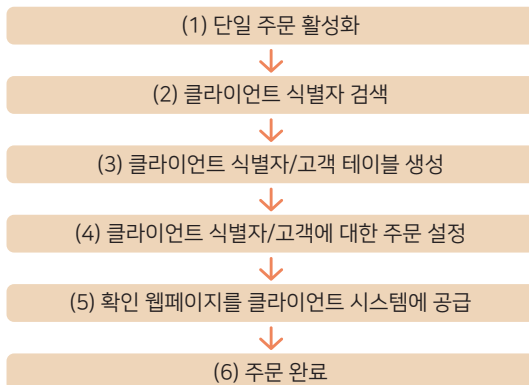 (1) 단일 주문 활성화
(2) 클라이언트 식별자 검색
(3) 클라이언트 식별자/고객 테이블 생성
(4) 클라이언트 식별자/고객에 대한 주문 설정
(5) 확인 웹페이지를 클라이언트 시스템에 공급
(6) 주문 완료